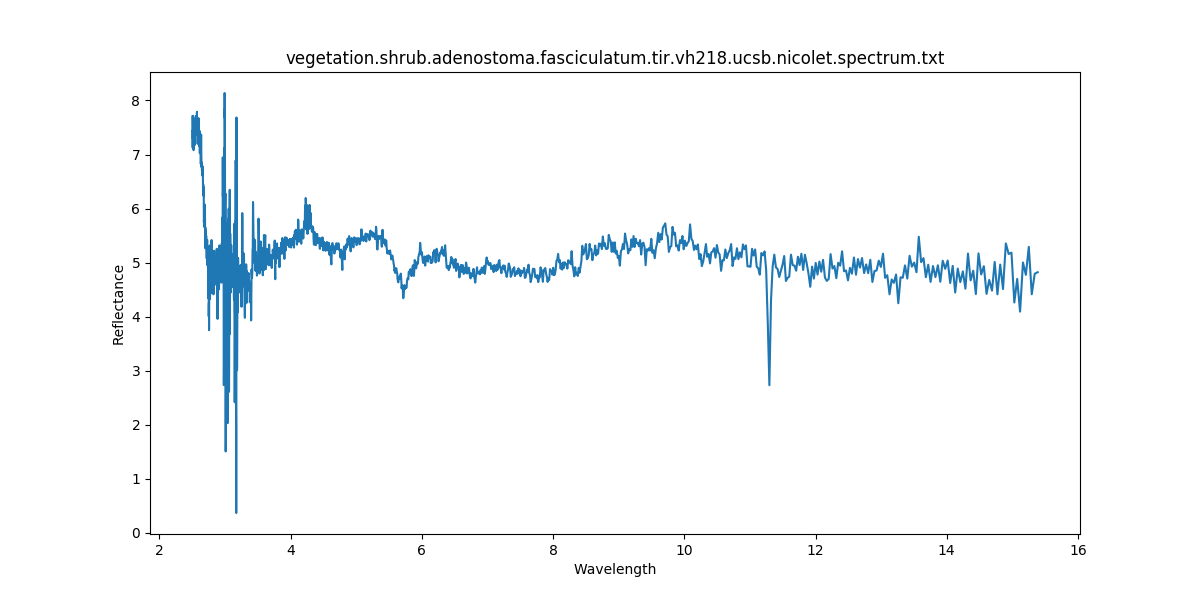 vegetation.shrub.adenostoma.fasciculatum.tir.vh218.ucsb.nicolet.spectrum.txt
8
7
6
5
4
3
2
1
0
Reflectance
2 4 6 8 10 12 14 16
Wavelength